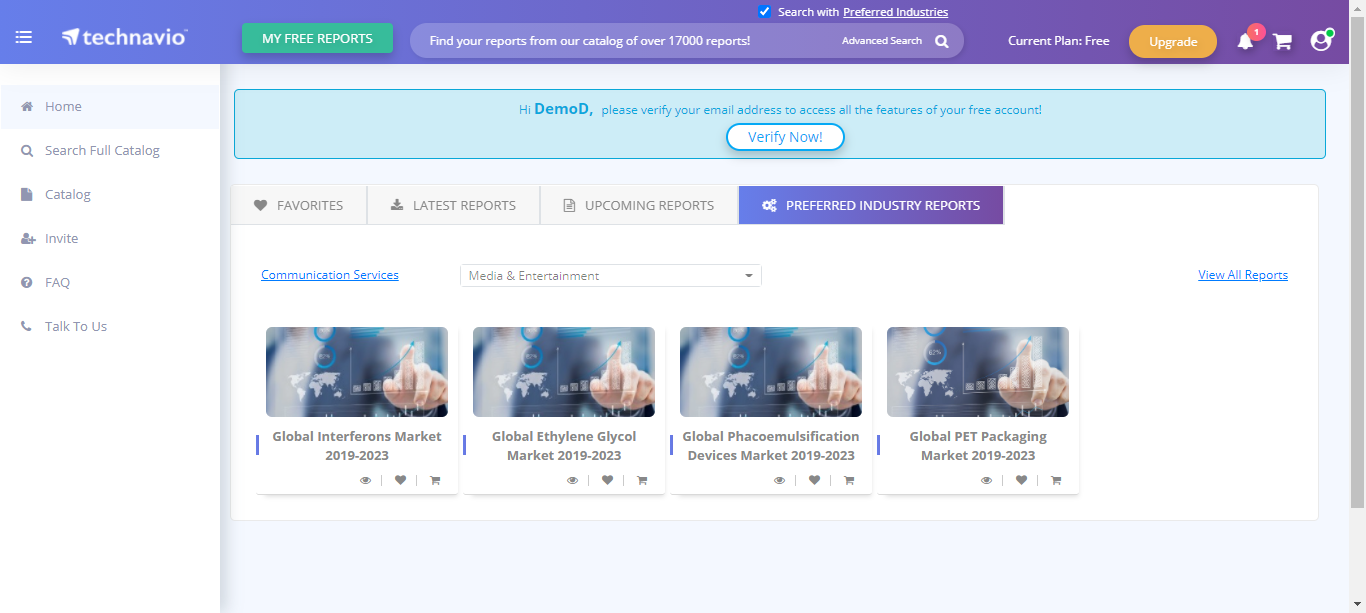 Search with Preferred Industries
technavio
MY FREE REPORTS
Find your reports from our catalog of over 17000 reports!
Advanced Search
Current Plan: Free
Upgrade
1
Home
Search Full Catalog
Catalog
Invite
FAQ
Talk To Us
Hi DemoD, please verify your email address to access all the features of your free account!
Verify Now!
FAVORITES
LATEST REPORTS
UPCOMING REPORTS
PREFERRED INDUSTRY REPORTS
Communication Services
Media & Entertainment
View All Reports
Global Interferons Market
2019-2023
Global Ethylene Glycol
Market 2019-2023
Global Phacoemulsification
Devices Market 2019-2023
Global PET Packaging
Market 2019-2023